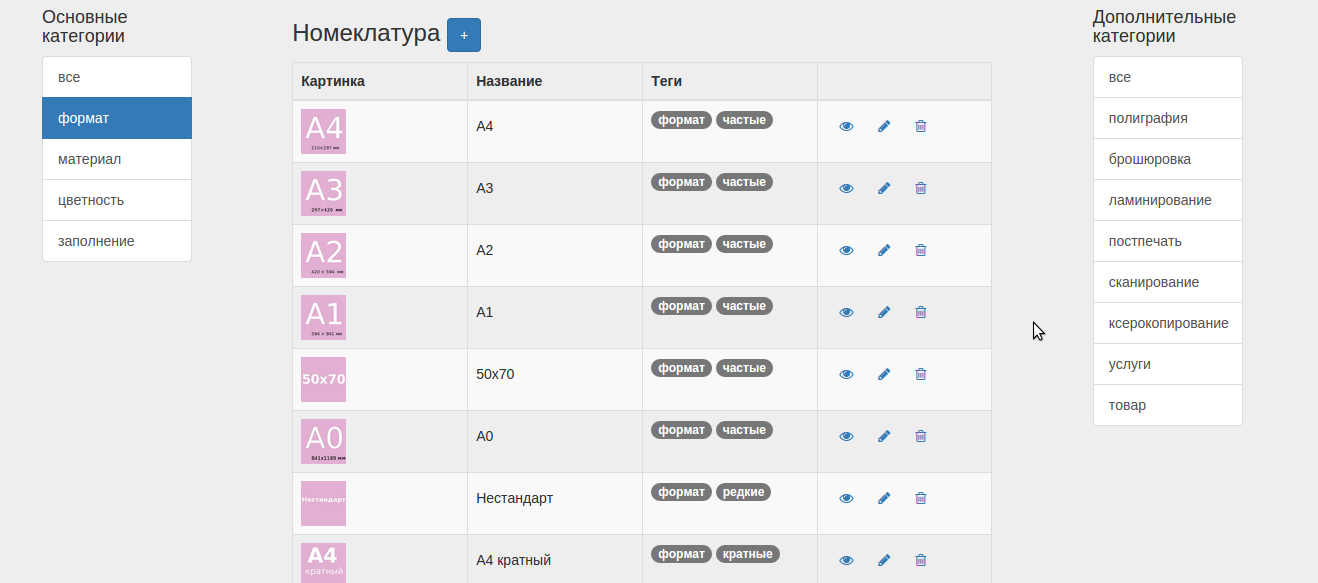 Основные
категории
все
формат
материал
цветность
заполнение
Номеклатура +
Картинка Название Теги
A4
210×297 мм
А4 формат частые
A3
297×420 мм
А3 формат частые
A2
420 × 594 мм
А2 формат частые
A1
594 × 841 мм
А1 формат частые
50x70
50х70 формат частые
A0
841x1189 мм
А0 формат частые
Нестандарт
Нестандарт формат редкие
A4
кратный
А4 кратный формат кратные
Дополнительные
категории
все
полиграфия
брошюровка
ламинирование
постпечать
сканирование
ксерокопирование
услуги
товар